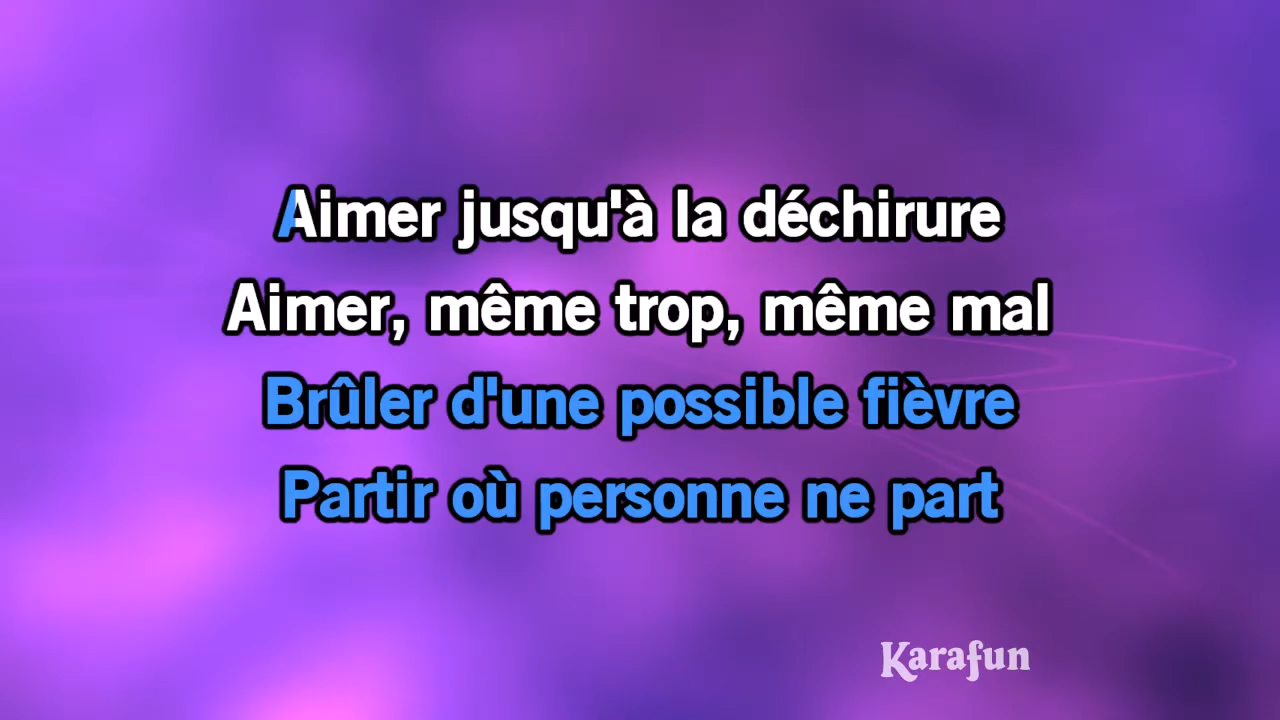 Aimer jusqu'à la déchirure
Aimer, même trop, même mal
Brûler d'une possible fièvre
Partir où personne ne part
Karafun